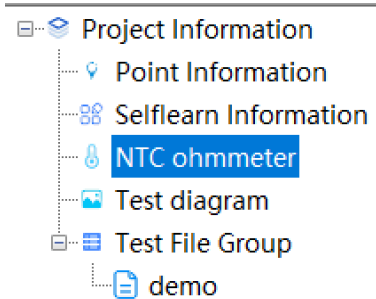 Project Information
Point Information
Selflearn Information
NTC ohmmeter
Test diagram
Test File Group
demo